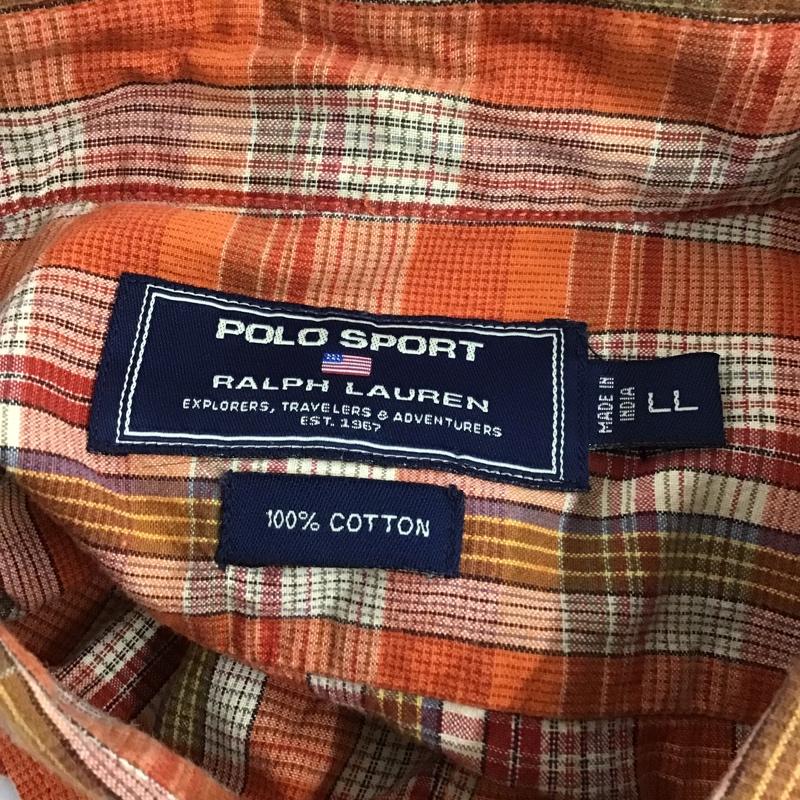 POLO SPORT
RALPH LAUREN
EXPLORERS, TRAVELERS & ADVENTURERS
EST. 1967
MADE IN
INDIA
LL
100% COTTON